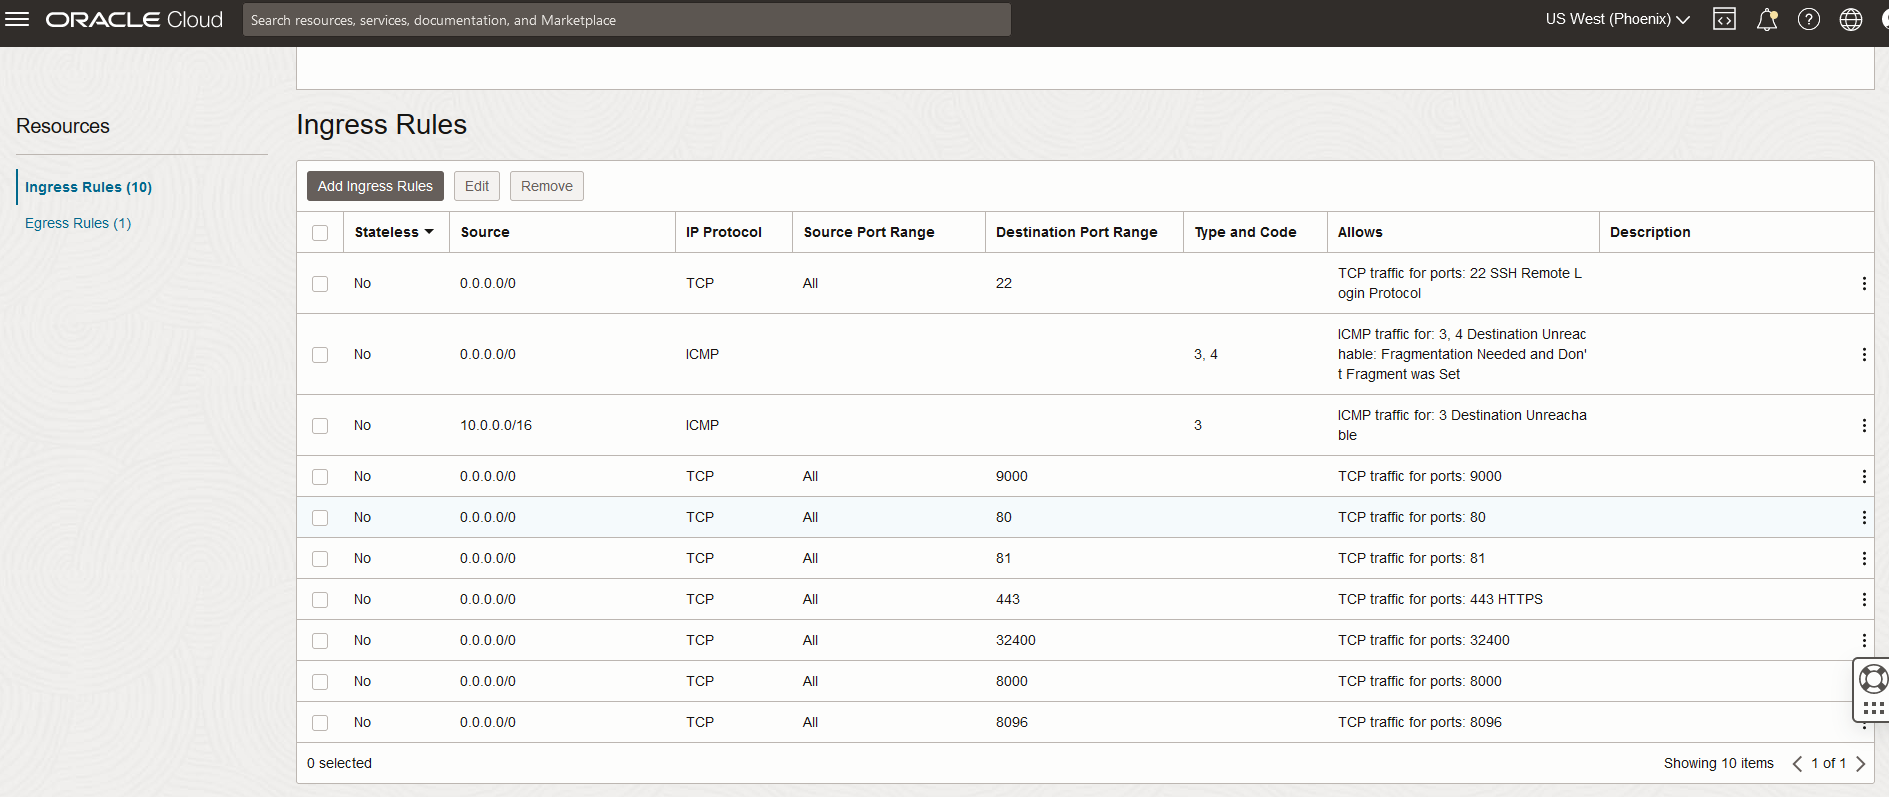 ORACLE Cloud
Search resources, services, documentation, and Marketplace
US West (Phoenix)
Resources
Ingress Rules (10)
Egress Rules (1)
Ingress Rules
Add Ingress Rules Edit Remove
Stateless Source IP Protocol Source Port Range Destination Port Range Type and Code Allows Description
No 0.0.0.0/0 TCP All 22 TCP traffic for ports: 22 SSH Remote L
ogin Protocol
No 0.0.0.0/0 ICMP 3, 4 ICMP traffic for: 3, 4 Destination Unreac
hable: Fragmentation Needed and Don'
t Fragment was Set
No 10.0.0.0/16 ICMP 3 ICMP traffic for: 3 Destination Unreacha
ble
No 0.0.0.0/0 TCP All 9000 TCP traffic for ports: 9000
No 0.0.0.0/0 TCP All 80 TCP traffic for ports: 80
No 0.0.0.0/0 TCP All 81 TCP traffic for ports: 81
No 0.0.0.0/0 TCP All 443 TCP traffic for ports: 443 HTTPS
No 0.0.0.0/0 TCP All 32400 TCP traffic for ports: 32400
No 0.0.0.0/0 TCP All 8000 TCP traffic for ports: 8000
No 0.0.0.0/0 TCP All 8096 TCP traffic for ports: 8096
0 selected
Showing 10 items 1 of 1